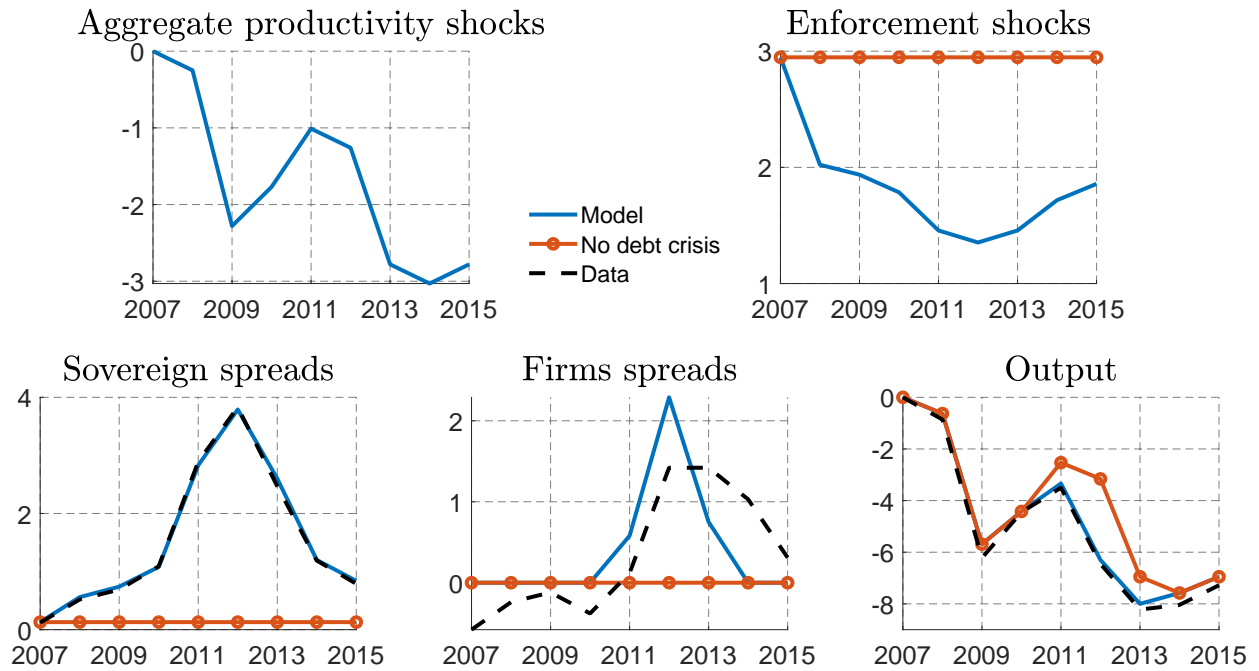 Aggregate productivity shocks
0
-1
-2
-3
2007 2009 2011 2013 2015
Enforcement shocks
3
2
1
2007 2009 2011 2013 2015
Model
No debt crisis
Data
Sovereign spreads
4
2
0
2007 2009 2011 2013 2015
Firms spreads
2
1
0
2007 2009 2011 2013 2015
Output
0
-2
-4
-6
-8
2007 2009 2011 2013 2015